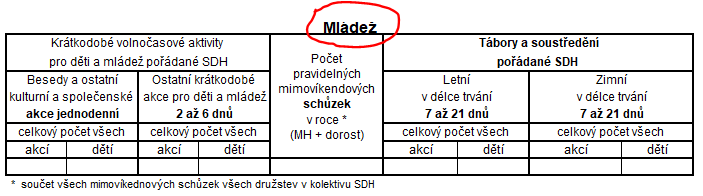 Mládež
Krátkodobé volnočasové aktivity
pro děti a mládež pořádané SDH
Besedy a ostatní
kulturní a společenské
akce jednodenní
Ostatní krátkodobé
akce pro děti a mládež
2 až 6 dnů
celkový počet všech
celkový počet všech
akcí
dětí
akcí
dětí
Počet
pravidelných
mimovíkendových
schůzek
v roce *
(MH + dorost)
Tábory a soustředění
pořádané SDH
Letní
v délce trvání
7 až 21 dnů
Zimní
v délce trvání
7 až 21 dnů
celkový počet všech
celkový počet všech
akcí
dětí
akcí
dětí
* součet všech mimovíkednových schůzek všech družstev v kolektivu SDH